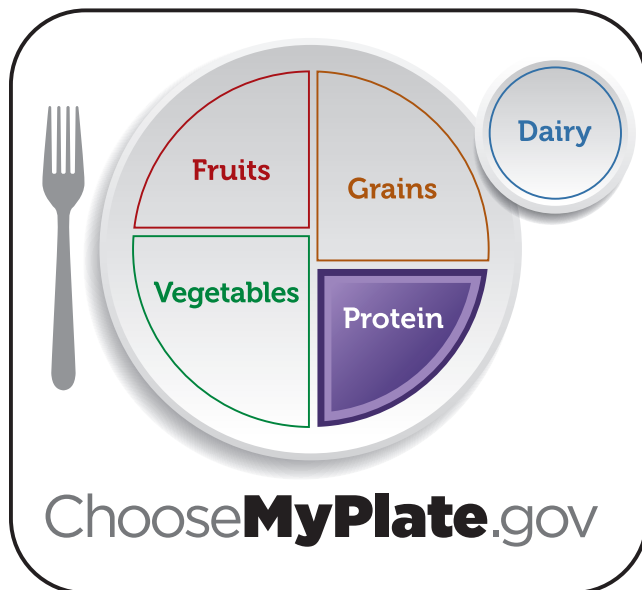 Fruits
Grains
Dairy
Vegetables
Protein
ChooseMyPlate.gov